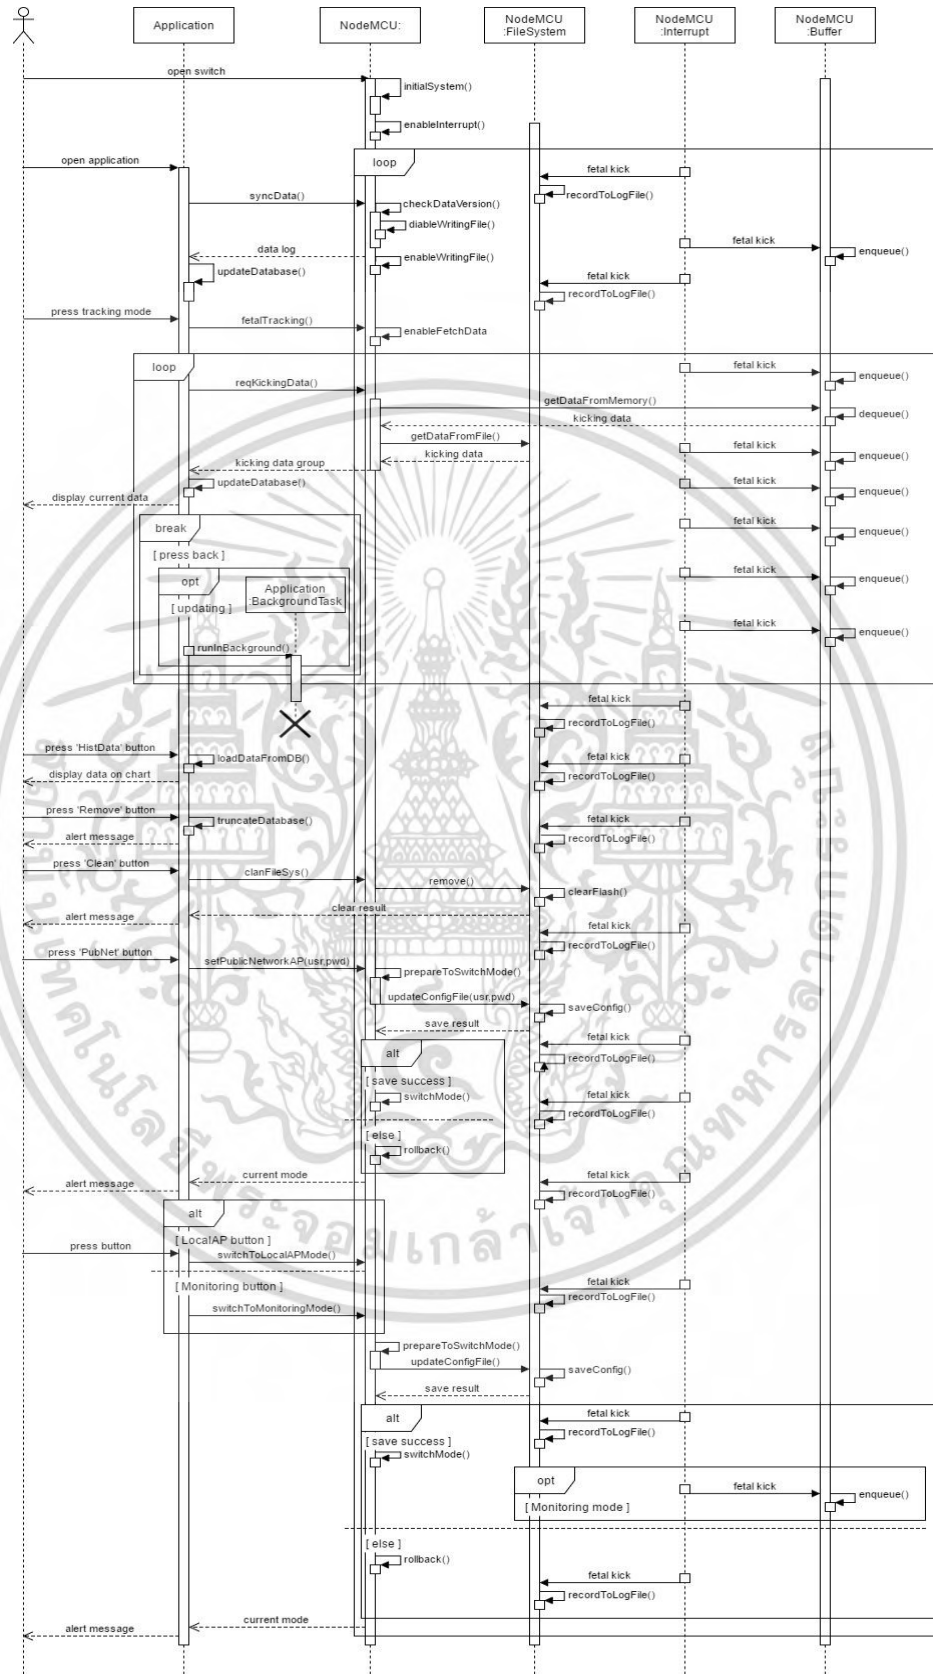 Application
NodeMCU:
NodeMCU
:FileSystem
NodeMCU
:Interrupt
NodeMCU
:Buffer
open switch
initialSystem()
enableInterrupt()
loop
open application
fetal kick
recordToLogFile()
syncData()
checkDataVersion()
diableWritingFile()
fetal kick
data log
enableWritingFile()
enqueue()
updateDatabase()
fetal kick
recordToLogFile()
press tracking mode
fetalTracking()
enableFetchData
loop
fetal kick
enqueue()
reqKickingData()
getDataFromMemory()
dequeue()
kicking data
getDataFromFile()
fetal kick
kicking data
enqueue()
kicking data group
updateDatabase()
fetal kick
enqueue()
display current data
break
fetal kick
enqueue()
[ press back ]
opt
Application
:BackgroundTask
fetal kick
enqueue()
[ updating ]
fetal kick
enqueue()
runInBackground()
fetal kick
recordToLogFile()
press 'HistData' button
loadDataFromDB()
fetal kick
display data on chart
recordToLogFile()
press 'Remove' button
truncateDatabase()
fetal kick
alert message
recordToLogFile()
press 'Clean' button
clanFileSys()
remove()
clearFlash()
clear result
alert message
fetal kick
recordToLogFile()
press 'PubNet' button
setPublicNetworkAP(usr,pwd)
prepareToSwitchMode()
updateConfigFile(usr,pwd)
saveConfig()
save result
fetal kick
alt
recordToLogFile()
[ save success ]
switchMode()
fetal kick
recordToLogFile()
[ else ]
rollback()
current mode
fetal kick
alert message
recordToLogFile()
alt
[ LocalAP button ]
press button
switchToLocalAPMode()
[ Monitoring button ]
fetal kick
recordToLogFile()
switchToMonitoringMode()
prepareToSwitchMode()
updateConfigFile()
saveConfig()
save result
alt
fetal kick
recordToLogFile()
[ save success ]
switchMode()
opt
fetal kick
enqueue()
[ Monitoring mode ]
[ else ]
rollback()
fetal kick
recordToLogFile()
current mode
alert message